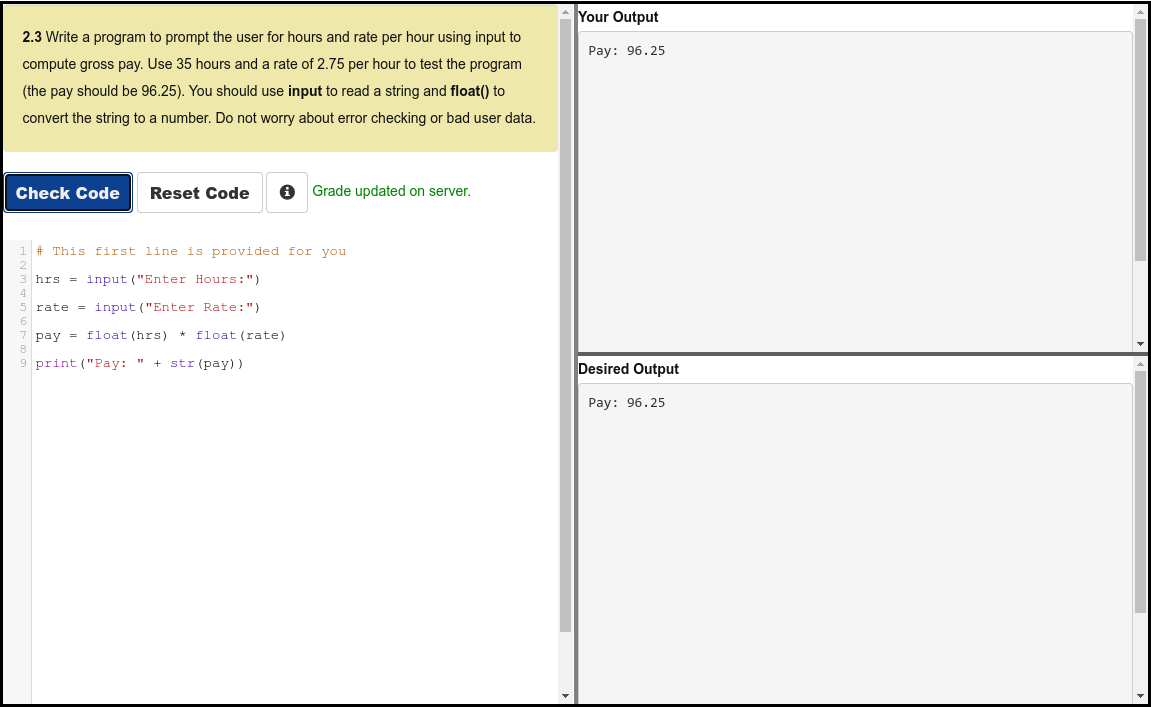 2.3 Write a program to prompt the user for hours and rate per hour using input to
compute gross pay. Use 35 hours and a rate of 2.75 per hour to test the program
(the pay should be 96.25). You should use input to read a string and float() to
convert the string to a number. Do not worry about error checking or bad user data.
Check Code
Reset Code
Grade updated on server.
1 # This first line is provided for you
2
3 hrs = input("Enter Hours:")
4
5 rate = input("Enter Rate:")
6
7 pay = float(hrs) * float(rate)
8
9 print("Pay: " + str(pay))
Your Output
Pay: 96.25
Desired Output
Pay: 96.25